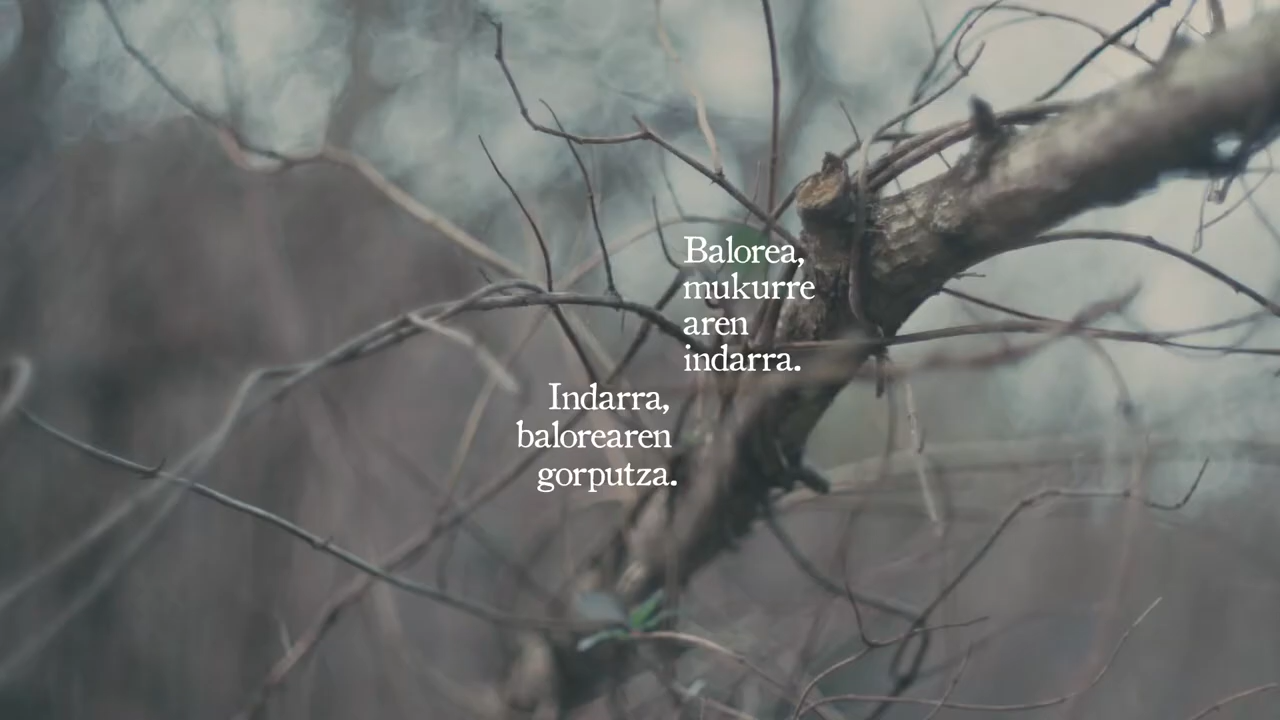 Balorea,
mukurre
aren
indarra.
Indarra,
balorearen
gorputza.